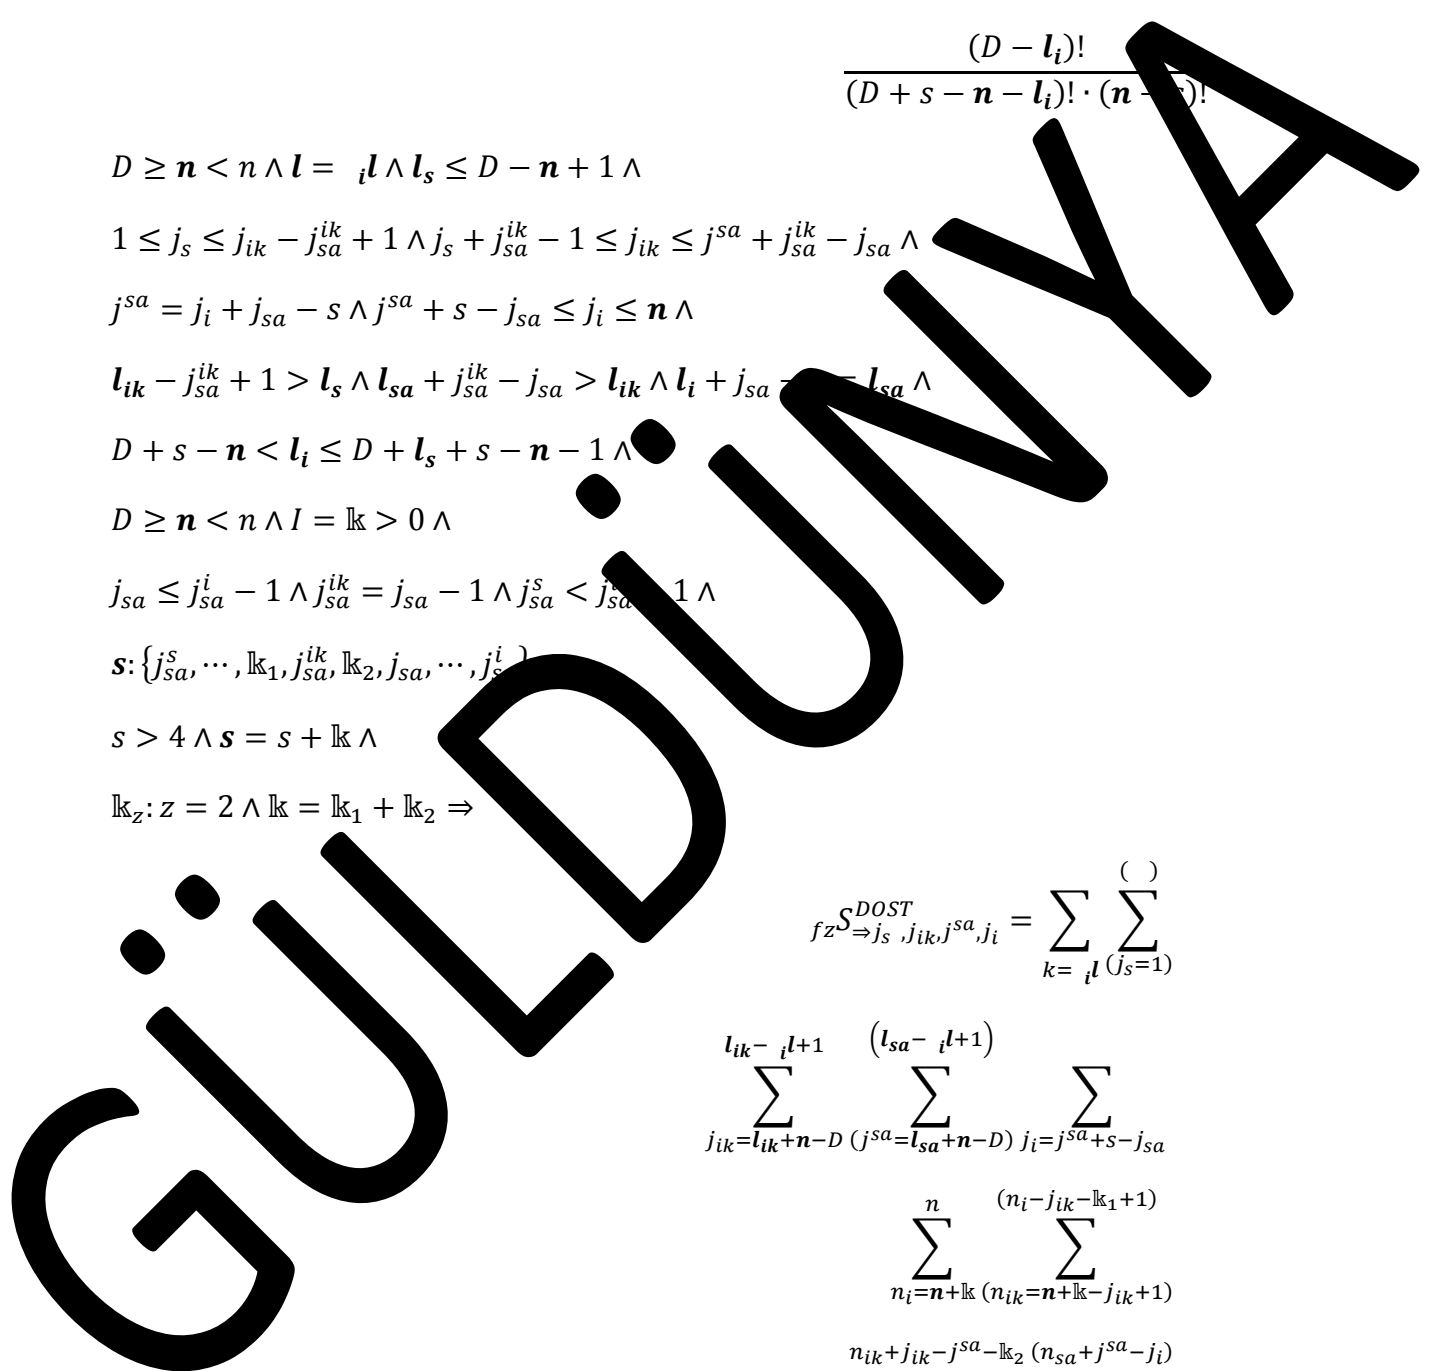 (D − l_i)!
(D + s − n − l_i)! · (n − s)!
D ≥ n < n ∧ l = _il ∧ l_s ≤ D − n + 1 ∧
1 ≤ j_s ≤ j_ik − j_sa^ik + 1 ∧ j_s + j_sa^ik − 1 ≤ j_ik ≤ j^sa + j_sa^ik − j_sa ∧
j^sa = j_i + j_sa − s ∧ j^sa + s − j_sa ≤ j_i ≤ n ∧
l_ik − j_sa^ik + 1 > l_s ∧ l_sa + j_sa^ik − j_sa > l_ik ∧ l_i + j_sa − = l_sa ∧
D + s − n < l_i ≤ D + l_s + s − n − 1 ∧
D ≥ n < n ∧ I = 𝕜 > 0 ∧
j_sa ≤ j_sa^i − 1 ∧ j_sa^ik = j_sa − 1 ∧ j_sa^s < j_sa 1 ∧
s: {j_sa^s, ⋯ , 𝕜_1, j_sa^ik, 𝕜_2, j_sa, ⋯ , j_s^i }
s > 4 ∧ s = s + 𝕜 ∧
𝕜_z: z = 2 ∧ 𝕜 = 𝕜_1 + 𝕜_2 ⇒
( )
_fzS_⇒j_s ,j_ik,j^sa,j_i^DOST = ∑ ∑
k= _il (j_s=1)
l_ik− _il+1 (l_sa− _il+1)
∑ ∑ ∑
j_ik=l_ik+n−D (j^sa=l_sa+n−D) j_i=j^sa+s−j_sa
n (n_i−j_ik−𝕜_1+1)
∑ ∑
n_i=n+𝕜 (n_ik=n+𝕜−j_ik+1)
n_ik+j_ik−j^sa−𝕜_2 (n_sa+j^sa−j_i)
GÜLDÜNYA